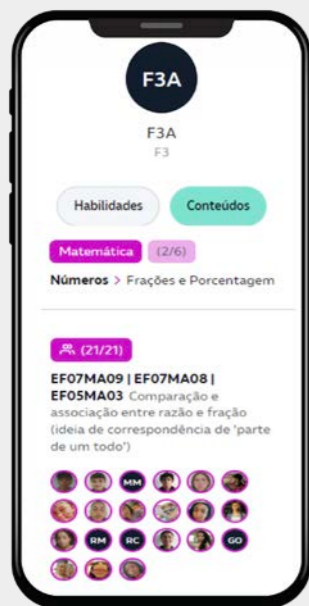 F3A
F3A
F3
Habilidades
Conteúdos
Matemática (2/6)
Números > Frações e Porcentagem
(21/21)
EF07MA09 | EF07MA08 |
EF05MA03 Comparação e
associação entre razão e fração
(ideia de correspondência de 'parte
de um todo')
MM
RM RC GO